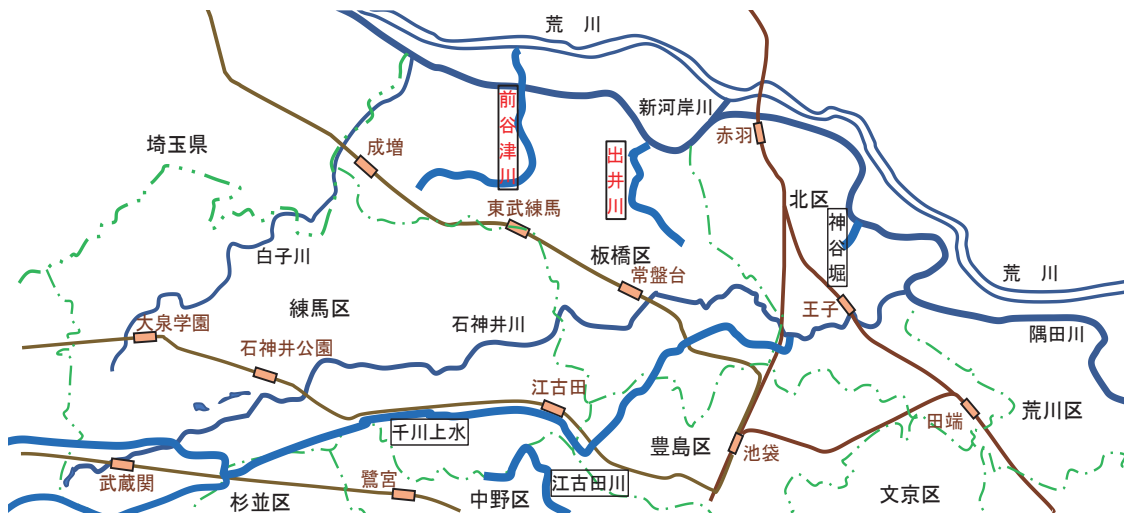 荒 川
新河岸川
前谷津川
赤羽
埼玉県
成増
出井川
北区
東武練馬
神谷堀
白子川
板橋区
常盤台
荒 川
練馬区
王子
大泉学園
石神井川
隅田川
石神井公園
江古田
荒川区
千川上水
田端
豊島区
池袋
武蔵関
鷺宮
江古田川
杉並区
中野区
文京区